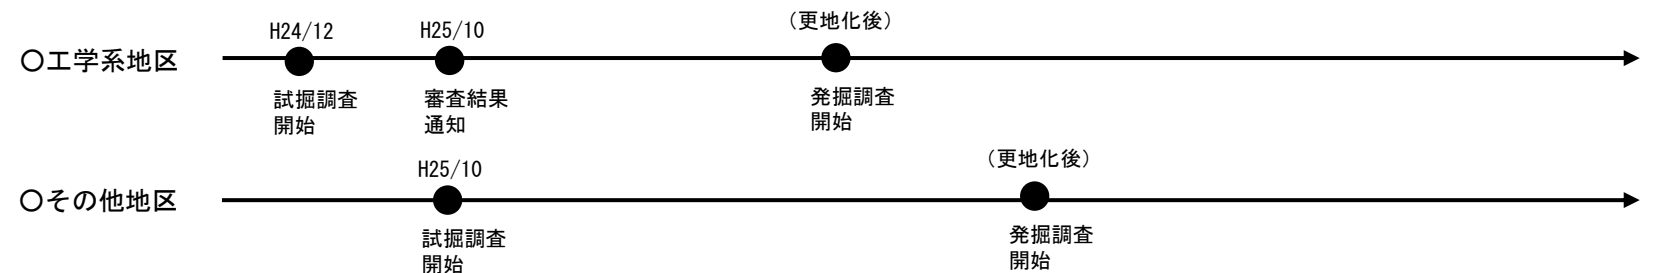 H24/12
H25/10
(更地化後)
〇工学系地区
試掘調査
開始
審査結果
通知
発掘調査
開始
H25/10
(更地化後)
〇その他地区
試掘調査
開始
発掘調査
開始